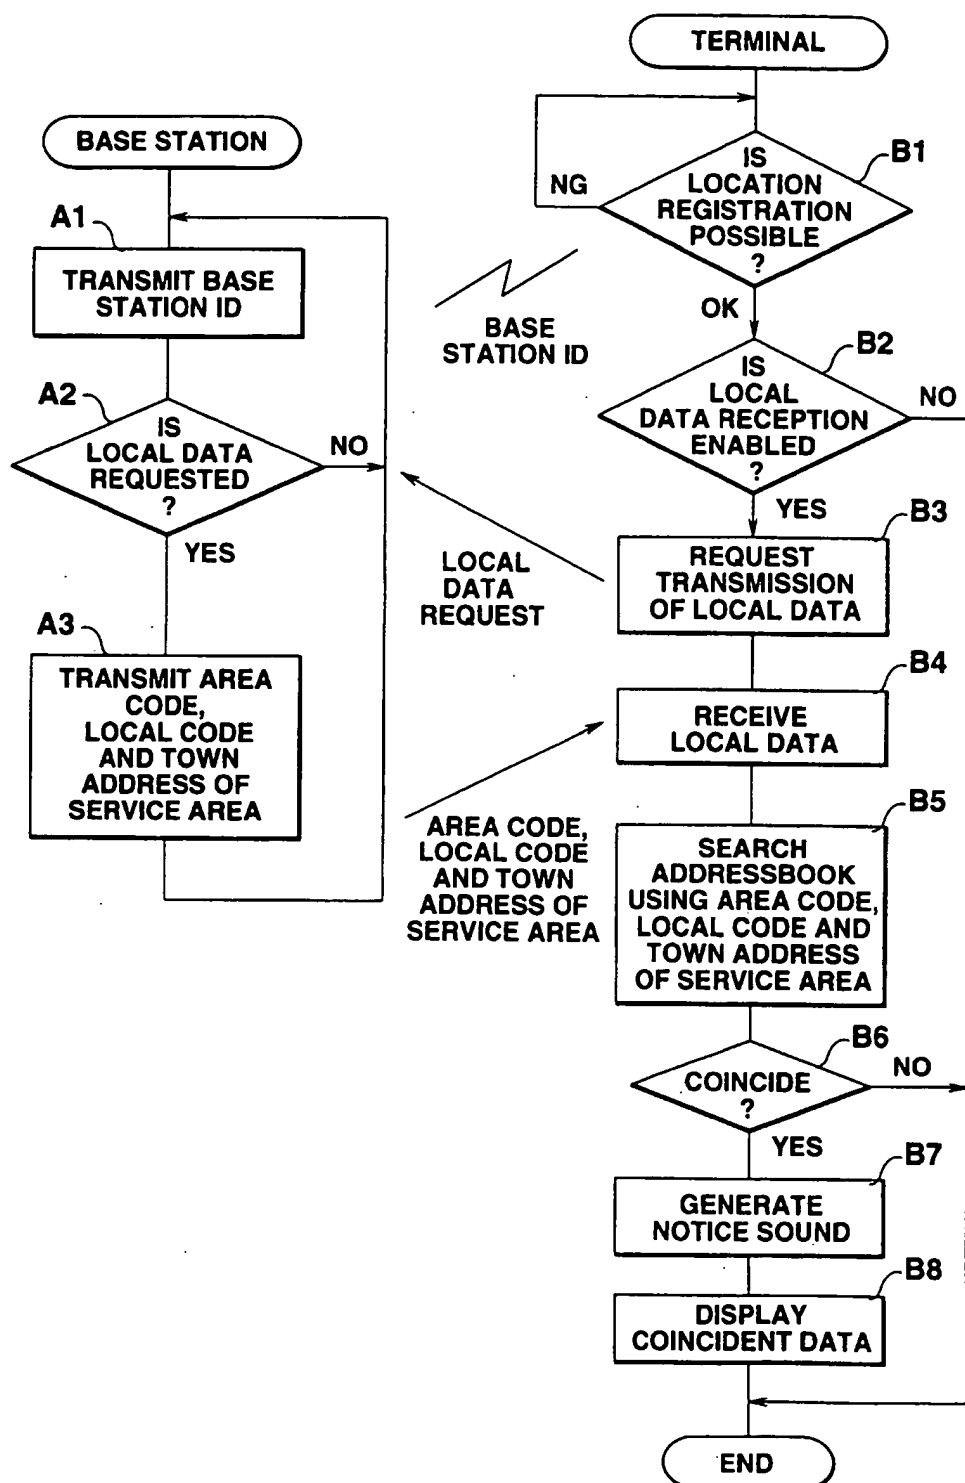 BASE STATION
A1
TRANSMIT BASE
STATION ID
A2
IS
LOCAL DATA
REQUESTED
?
NO
YES
A3
TRANSMIT AREA
CODE,
LOCAL CODE
AND TOWN
ADDRESS OF
SERVICE AREA
BASE
STATION ID
LOCAL
DATA
REQUEST
AREA CODE,
LOCAL CODE
AND TOWN
ADDRESS OF
SERVICE AREA
TERMINAL
B1
IS
LOCATION
REGISTRATION
POSSIBLE
?
NG
OK
B2
IS
LOCAL
DATA RECEPTION
ENABLED
?
NO
YES
B3
REQUEST
TRANSMISSION
OF LOCAL DATA
B4
RECEIVE
LOCAL DATA
B5
SEARCH
ADDRESSBOOK
USING AREA CODE,
LOCAL CODE AND
TOWN ADDRESS
OF SERVICE AREA
B6
COINCIDE
?
NO
YES
B7
GENERATE
NOTICE SOUND
B8
DISPLAY
COINCIDENT DATA
END